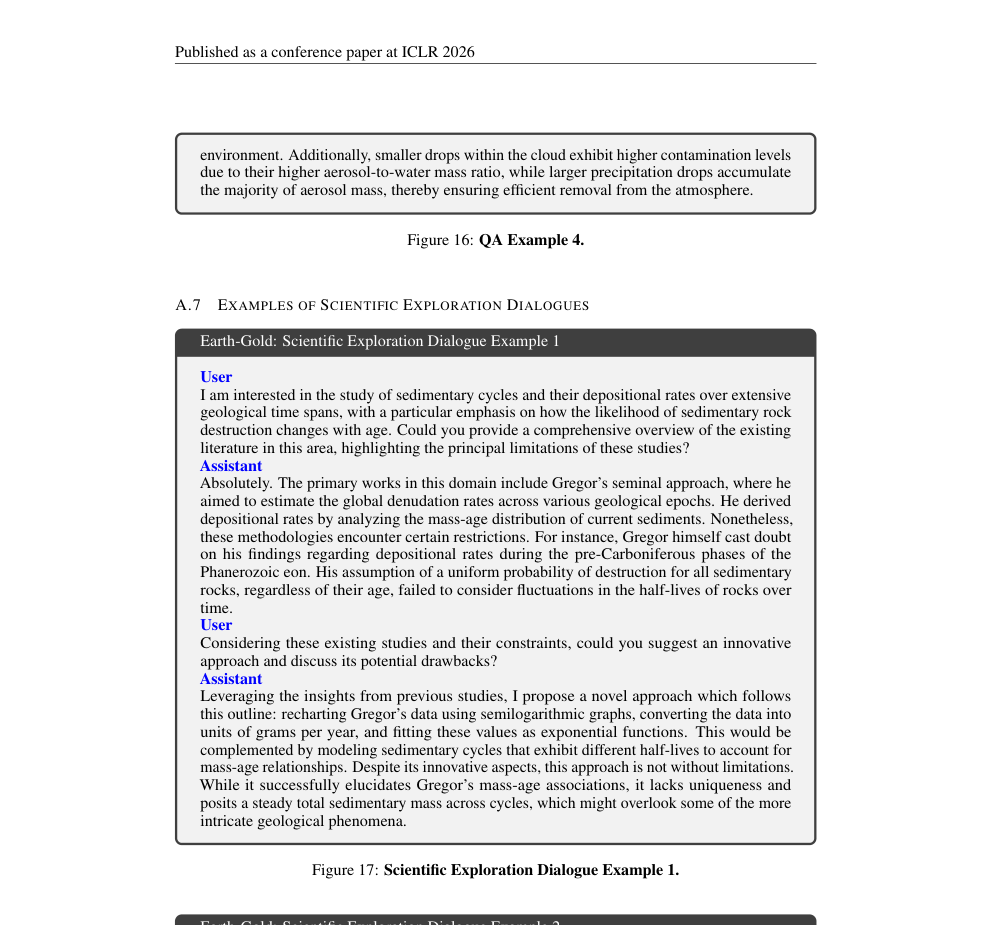 Published as a conference paper at ICLR 2026
environment. Additionally, smaller drops within the cloud exhibit higher contamination levels
due to their higher aerosol-to-water mass ratio, while larger precipitation drops accumulate
the majority of aerosol mass, thereby ensuring efficient removal from the atmosphere.
Figure 16: QA Example 4.
A.7 EXAMPLES OF SCIENTIFIC EXPLORATION DIALOGUES
Earth-Gold: Scientific Exploration Dialogue Example 1
User
I am interested in the study of sedimentary cycles and their depositional rates over extensive
geological time spans, with a particular emphasis on how the likelihood of sedimentary rock
destruction changes with age. Could you provide a comprehensive overview of the existing
literature in this area, highlighting the principal limitations of these studies?
Assistant
Absolutely. The primary works in this domain include Gregor's seminal approach, where he
aimed to estimate the global denudation rates across various geological epochs. He derived
depositional rates by analyzing the mass-age distribution of current sediments. Nonetheless,
these methodologies encounter certain restrictions. For instance, Gregor himself cast doubt
on his findings regarding depositional rates during the pre-Carboniferous phases of the
Phanerozoic eon. His assumption of a uniform probability of destruction for all sedimentary
rocks, regardless of their age, failed to consider fluctuations in the half-lives of rocks over
time.
User
Considering these existing studies and their constraints, could you suggest an innovative
approach and discuss its potential drawbacks?
Assistant
Leveraging the insights from previous studies, I propose a novel approach which follows
this outline: recharting Gregor's data using semilogarithmic graphs, converting the data into
units of grams per year, and fitting these values as exponential functions. This would be
complemented by modeling sedimentary cycles that exhibit different half-lives to account for
mass-age relationships. Despite its innovative aspects, this approach is not without limitations.
While it successfully elucidates Gregor's mass-age associations, it lacks uniqueness and
posits a steady total sedimentary mass across cycles, which might overlook some of the more
intricate geological phenomena.
Figure 17: Scientific Exploration Dialogue Example 1.
Earth-Gold: Scientific Exploration Dialogue Example 2